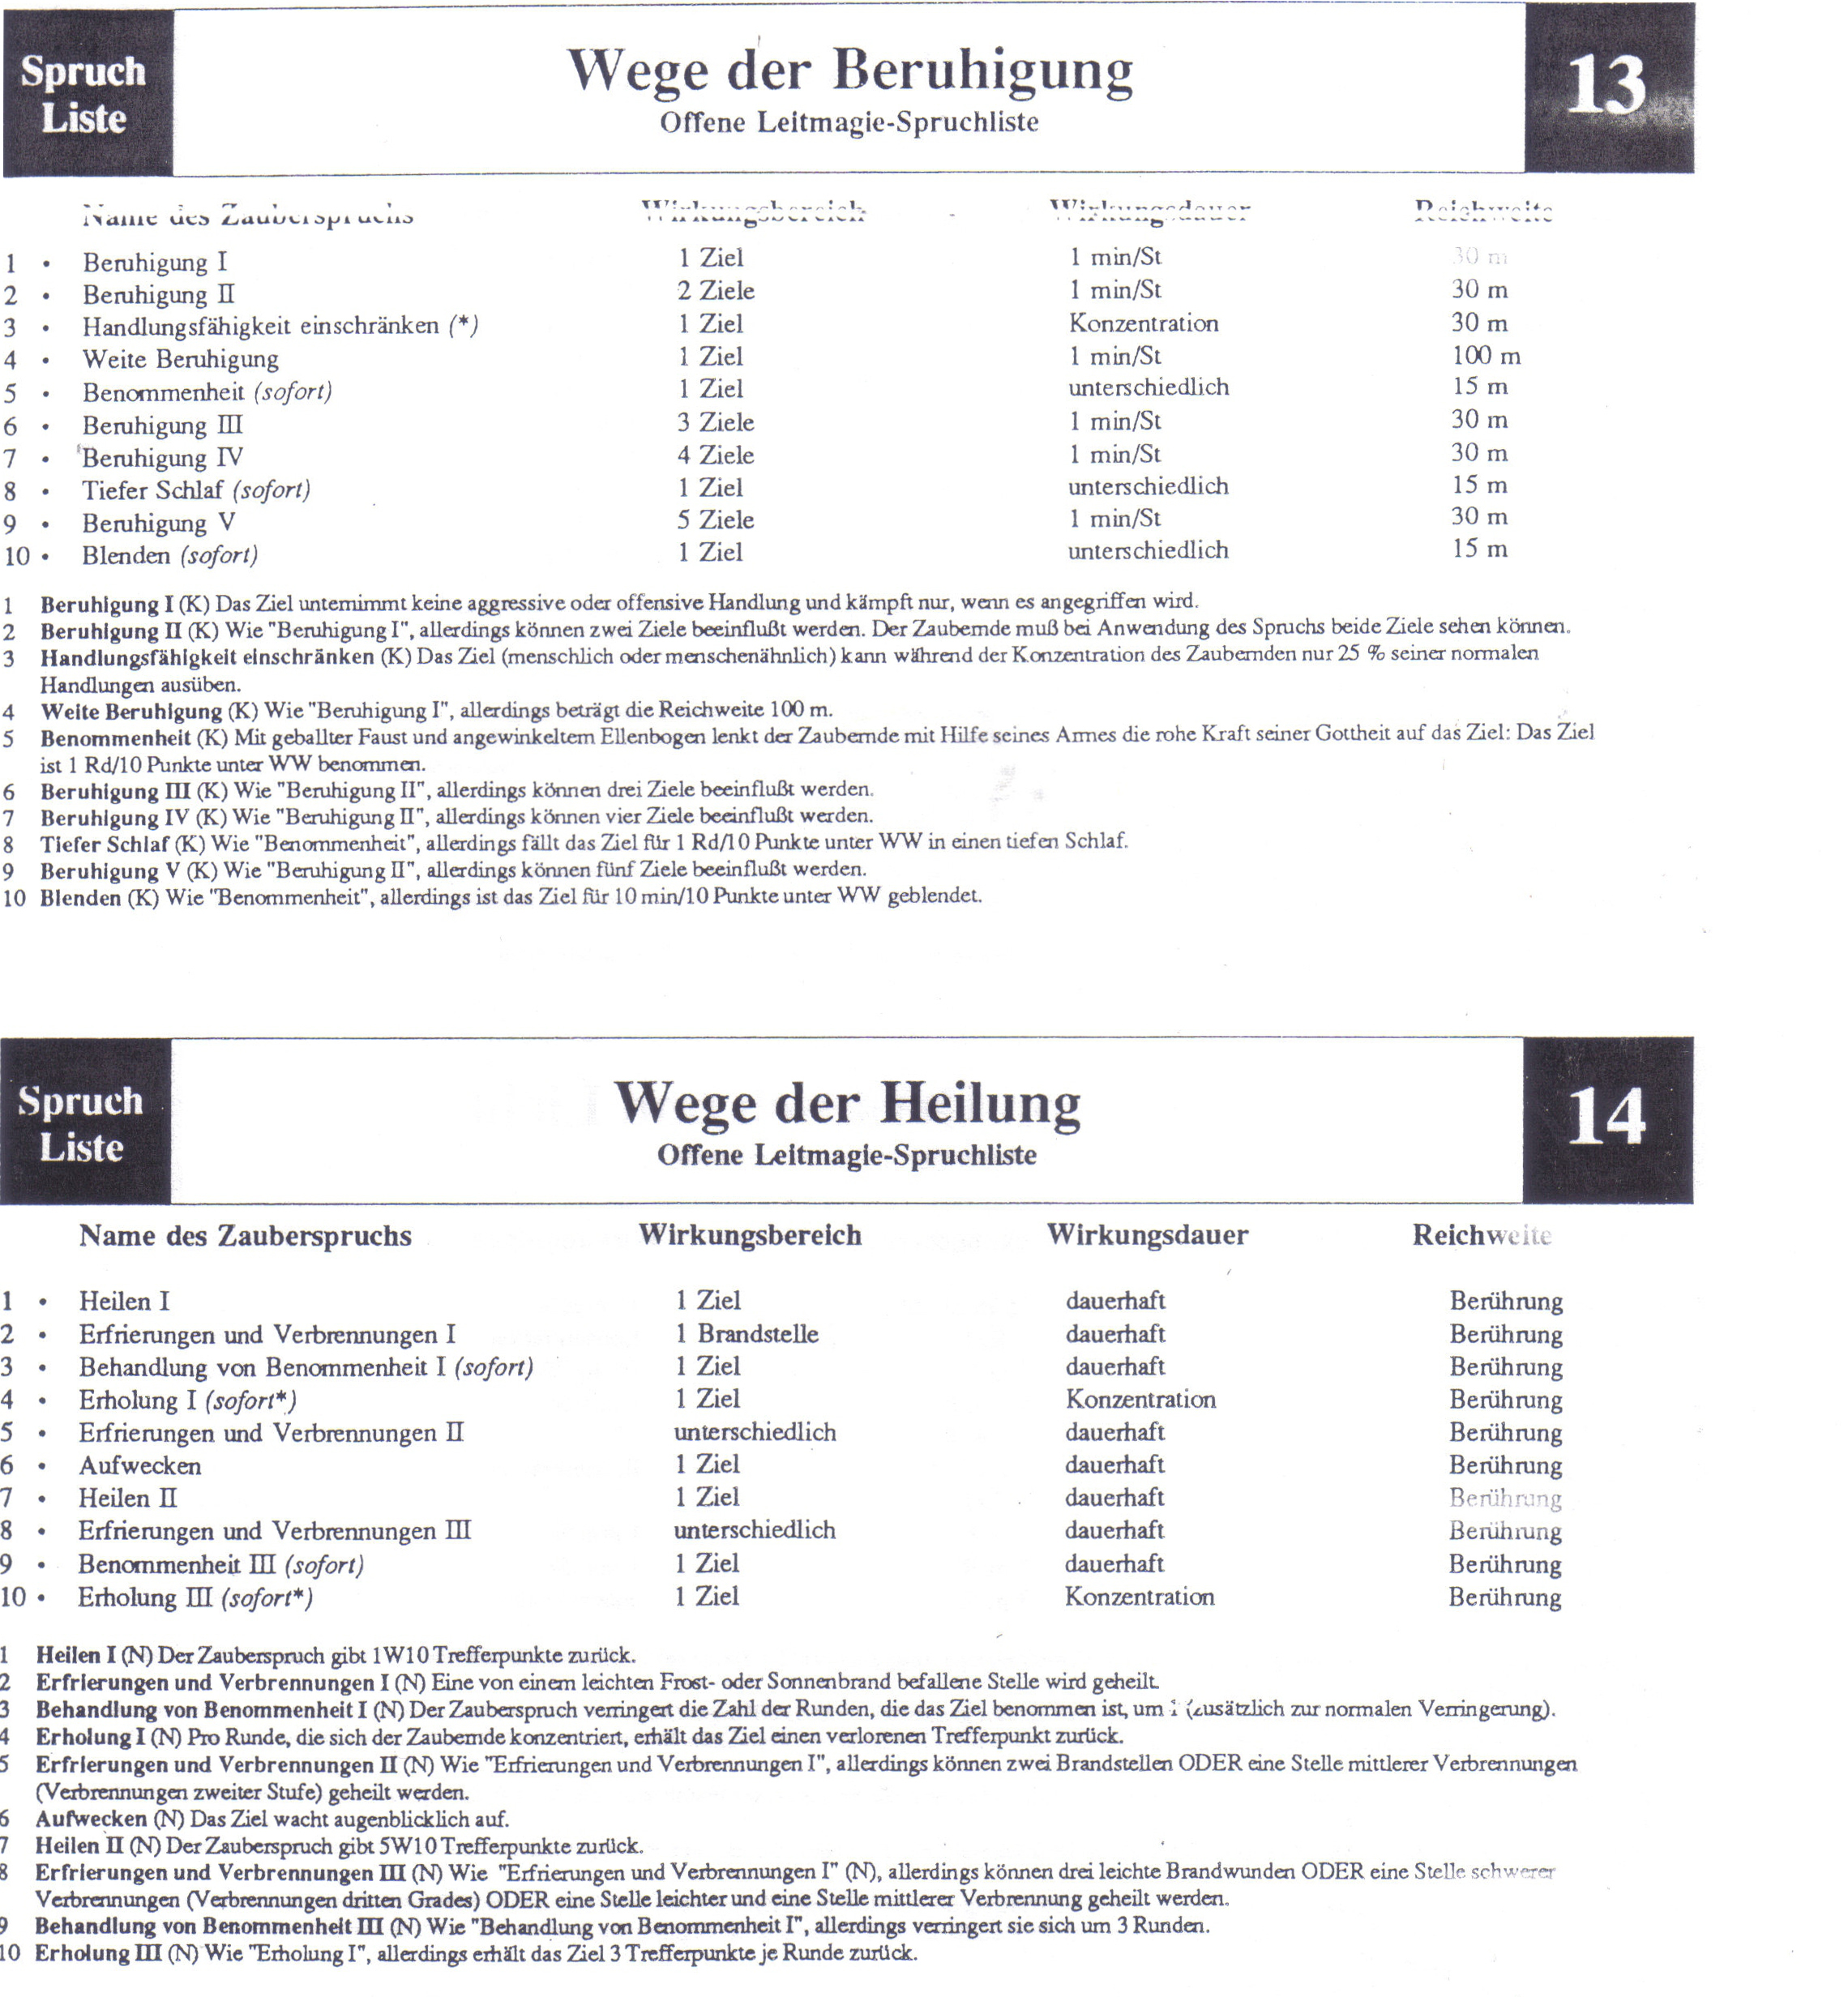 Spruch
Liste
Wege der Beruhigung
Offene Leitmagie-Spruchliste
13
Name des Zauberspruchs Wirkungsbereich Wirkungsdauer Reichweite
1 • Beruhigung I 1 Ziel 1 min/St 30 m
2 • Beruhigung II 2 Ziele 1 min/St 30 m
3 • Handlungsfähigkeit einschränken (*) 1 Ziel Konzentration 30 m
4 • Weite Beruhigung 1 Ziel 1 min/St 100 m
5 • Benommenheit (sofort) 1 Ziel unterschiedlich 15 m
6 • Beruhigung III 3 Ziele 1 min/St 30 m
7 • Beruhigung IV 4 Ziele 1 min/St 30 m
8 • Tiefer Schlaf (sofort) 1 Ziel unterschiedlich 15 m
9 • Beruhigung V 5 Ziele 1 min/St 30 m
10 • Blenden (sofort) 1 Ziel unterschiedlich 15 m
1 Beruhigung I (K) Das Ziel unternimmt keine aggressive oder offensive Handlung und kämpft nur, wenn es angegriffen wird.
2 Beruhigung II (K) Wie "Beruhigung I", allerdings können zwei Ziele beeinflußt werden. Der Zaubernde muß bei Anwendung des Spruchs beide Ziele sehen können.
3 Handlungsfähigkeit einschränken (K) Das Ziel (menschlich oder menschenähnlich) kann während der Konzentration des Zaubernden nur 25 % seiner normalen
Handlungen ausüben.
4 Weite Beruhigung (K) Wie "Beruhigung I", allerdings beträgt die Reichweite 100 m.
5 Benommenheit (K) Mit geballter Faust und angewinkeltem Ellenbogen lenkt der Zaubernde mit Hilfe seines Armes die rohe Kraft seiner Gottheit auf das Ziel: Das Ziel
ist 1 Rd/10 Punkte unter WW benommen.
6 Beruhigung III (K) Wie "Beruhigung II", allerdings können drei Ziele beeinflußt werden.
7 Beruhigung IV (K) Wie "Beruhigung II", allerdings können vier Ziele beeinflußt werden.
8 Tiefer Schlaf (K) Wie "Benommenheit", allerdings fällt das Ziel für 1 Rd/10 Punkte unter WW in einen tiefen Schlaf.
9 Beruhigung V (K) Wie "Beruhigung II", allerdings können fünf Ziele beeinflußt werden.
10 Blenden (K) Wie "Benommenheit", allerdings ist das Ziel für 10 min/10 Punkte unter WW geblendet.
Spruch
Liste
Wege der Heilung
Offene Leitmagie-Spruchliste
14
Name des Zauberspruchs Wirkungsbereich Wirkungsdauer Reichweite
1 • Heilen I 1 Ziel dauerhaft Berührung
2 • Erfrierungen und Verbrennungen I 1 Brandstelle dauerhaft Berührung
3 • Behandlung von Benommenheit I (sofort) 1 Ziel dauerhaft Berührung
4 • Erholung I (sofort*) 1 Ziel Konzentration Berührung
5 • Erfrierungen und Verbrennungen II unterschiedlich dauerhaft Berührung
6 • Aufwecken 1 Ziel dauerhaft Berührung
7 • Heilen II 1 Ziel dauerhaft Berührung
8 • Erfrierungen und Verbrennungen III unterschiedlich dauerhaft Berührung
9 • Benommenheit III (sofort) 1 Ziel dauerhaft Berührung
10 • Erholung III (sofort*) 1 Ziel Konzentration Berührung
1 Heilen I (N) Der Zauberspruch gibt 1W10 Trefferpunkte zurück.
2 Erfrierungen und Verbrennungen I (N) Eine von einem leichten Frost- oder Sonnenbrand befallene Stelle wird geheilt.
3 Behandlung von Benommenheit I (N) Der Zauberspruch verringert die Zahl der Runden, die das Ziel benommen ist, um 1 (zusätzlich zur normalen Verringerung).
4 Erholung I (N) Pro Runde, die sich der Zaubernde konzentriert, erhält das Ziel einen verlorenen Trefferpunkt zurück.
5 Erfrierungen und Verbrennungen II (N) Wie "Erfrierungen und Verbrennungen I", allerdings können zwei Brandstellen ODER eine Stelle mittlerer Verbrennungen
(Verbrennungen zweiter Stufe) geheilt werden.
6 Aufwecken (N) Das Ziel wacht augenblicklich auf.
7 Heilen II (N) Der Zauberspruch gibt 5W10 Trefferpunkte zurück.
8 Erfrierungen und Verbrennungen III (N) Wie "Erfrierungen und Verbrennungen I" (N), allerdings können drei leichte Brandwunden ODER eine Stelle schwerer
Verbrennungen (Verbrennungen dritten Grades) ODER eine Stelle leichter und eine Stelle mittlerer Verbrennung geheilt werden.
9 Behandlung von Benommenheit III (N) Wie "Behandlung von Benommenheit I", allerdings verringert sie sich um 3 Runden.
10 Erholung III (N) Wie "Erholung I", allerdings erhält das Ziel 3 Trefferpunkte je Runde zurück.